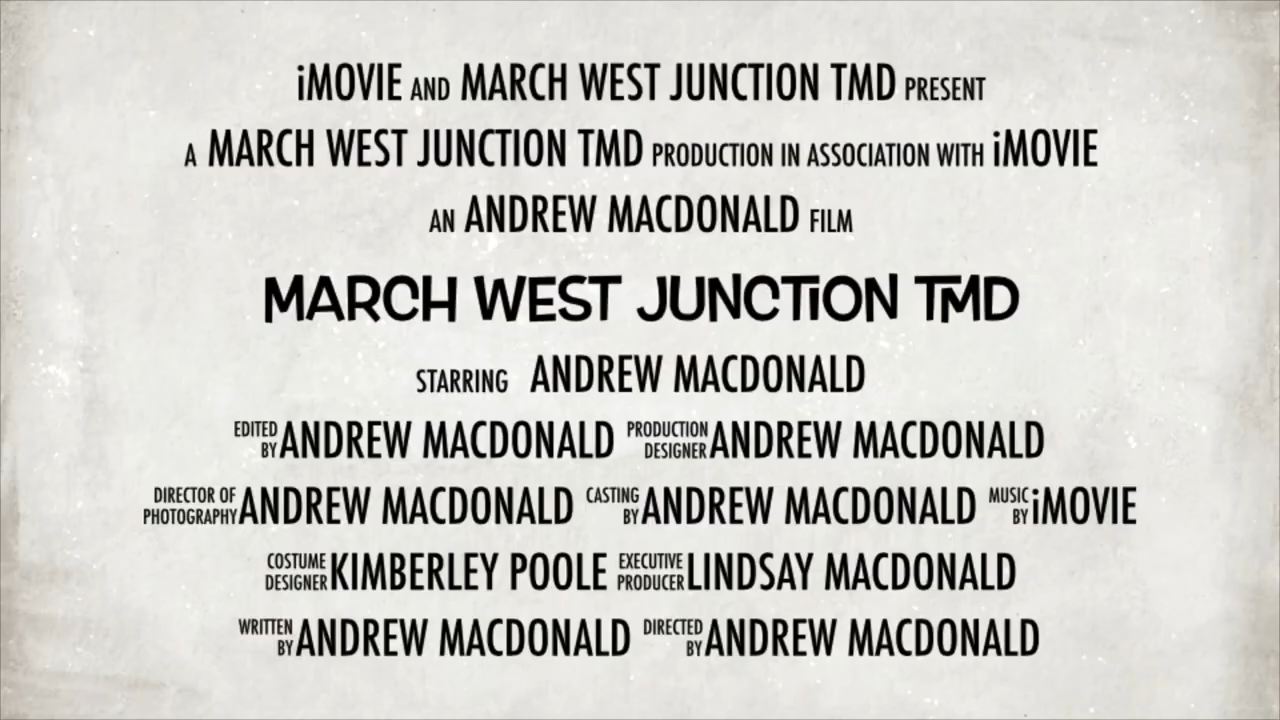 iMOVIE AND MARCH WEST JUNCTION TMD PRESENT
A MARCH WEST JUNCTION TMD PRODUCTION IN ASSOCIATION WITH iMOVIE
AN ANDREW MACDONALD FILM
MARCH WEST JUNCTION TMD
STARRING ANDREW MACDONALD
EDITED BY ANDREW MACDONALD PRODUCTION DESIGNER ANDREW MACDONALD
DIRECTOR OF PHOTOGRAPHY ANDREW MACDONALD CASTING BY ANDREW MACDONALD MUSIC BY iMOVIE
COSTUME DESIGNER KIMBERLEY POOLE EXECUTIVE PRODUCER LINDSAY MACDONALD
WRITTEN BY ANDREW MACDONALD DIRECTED BY ANDREW MACDONALD